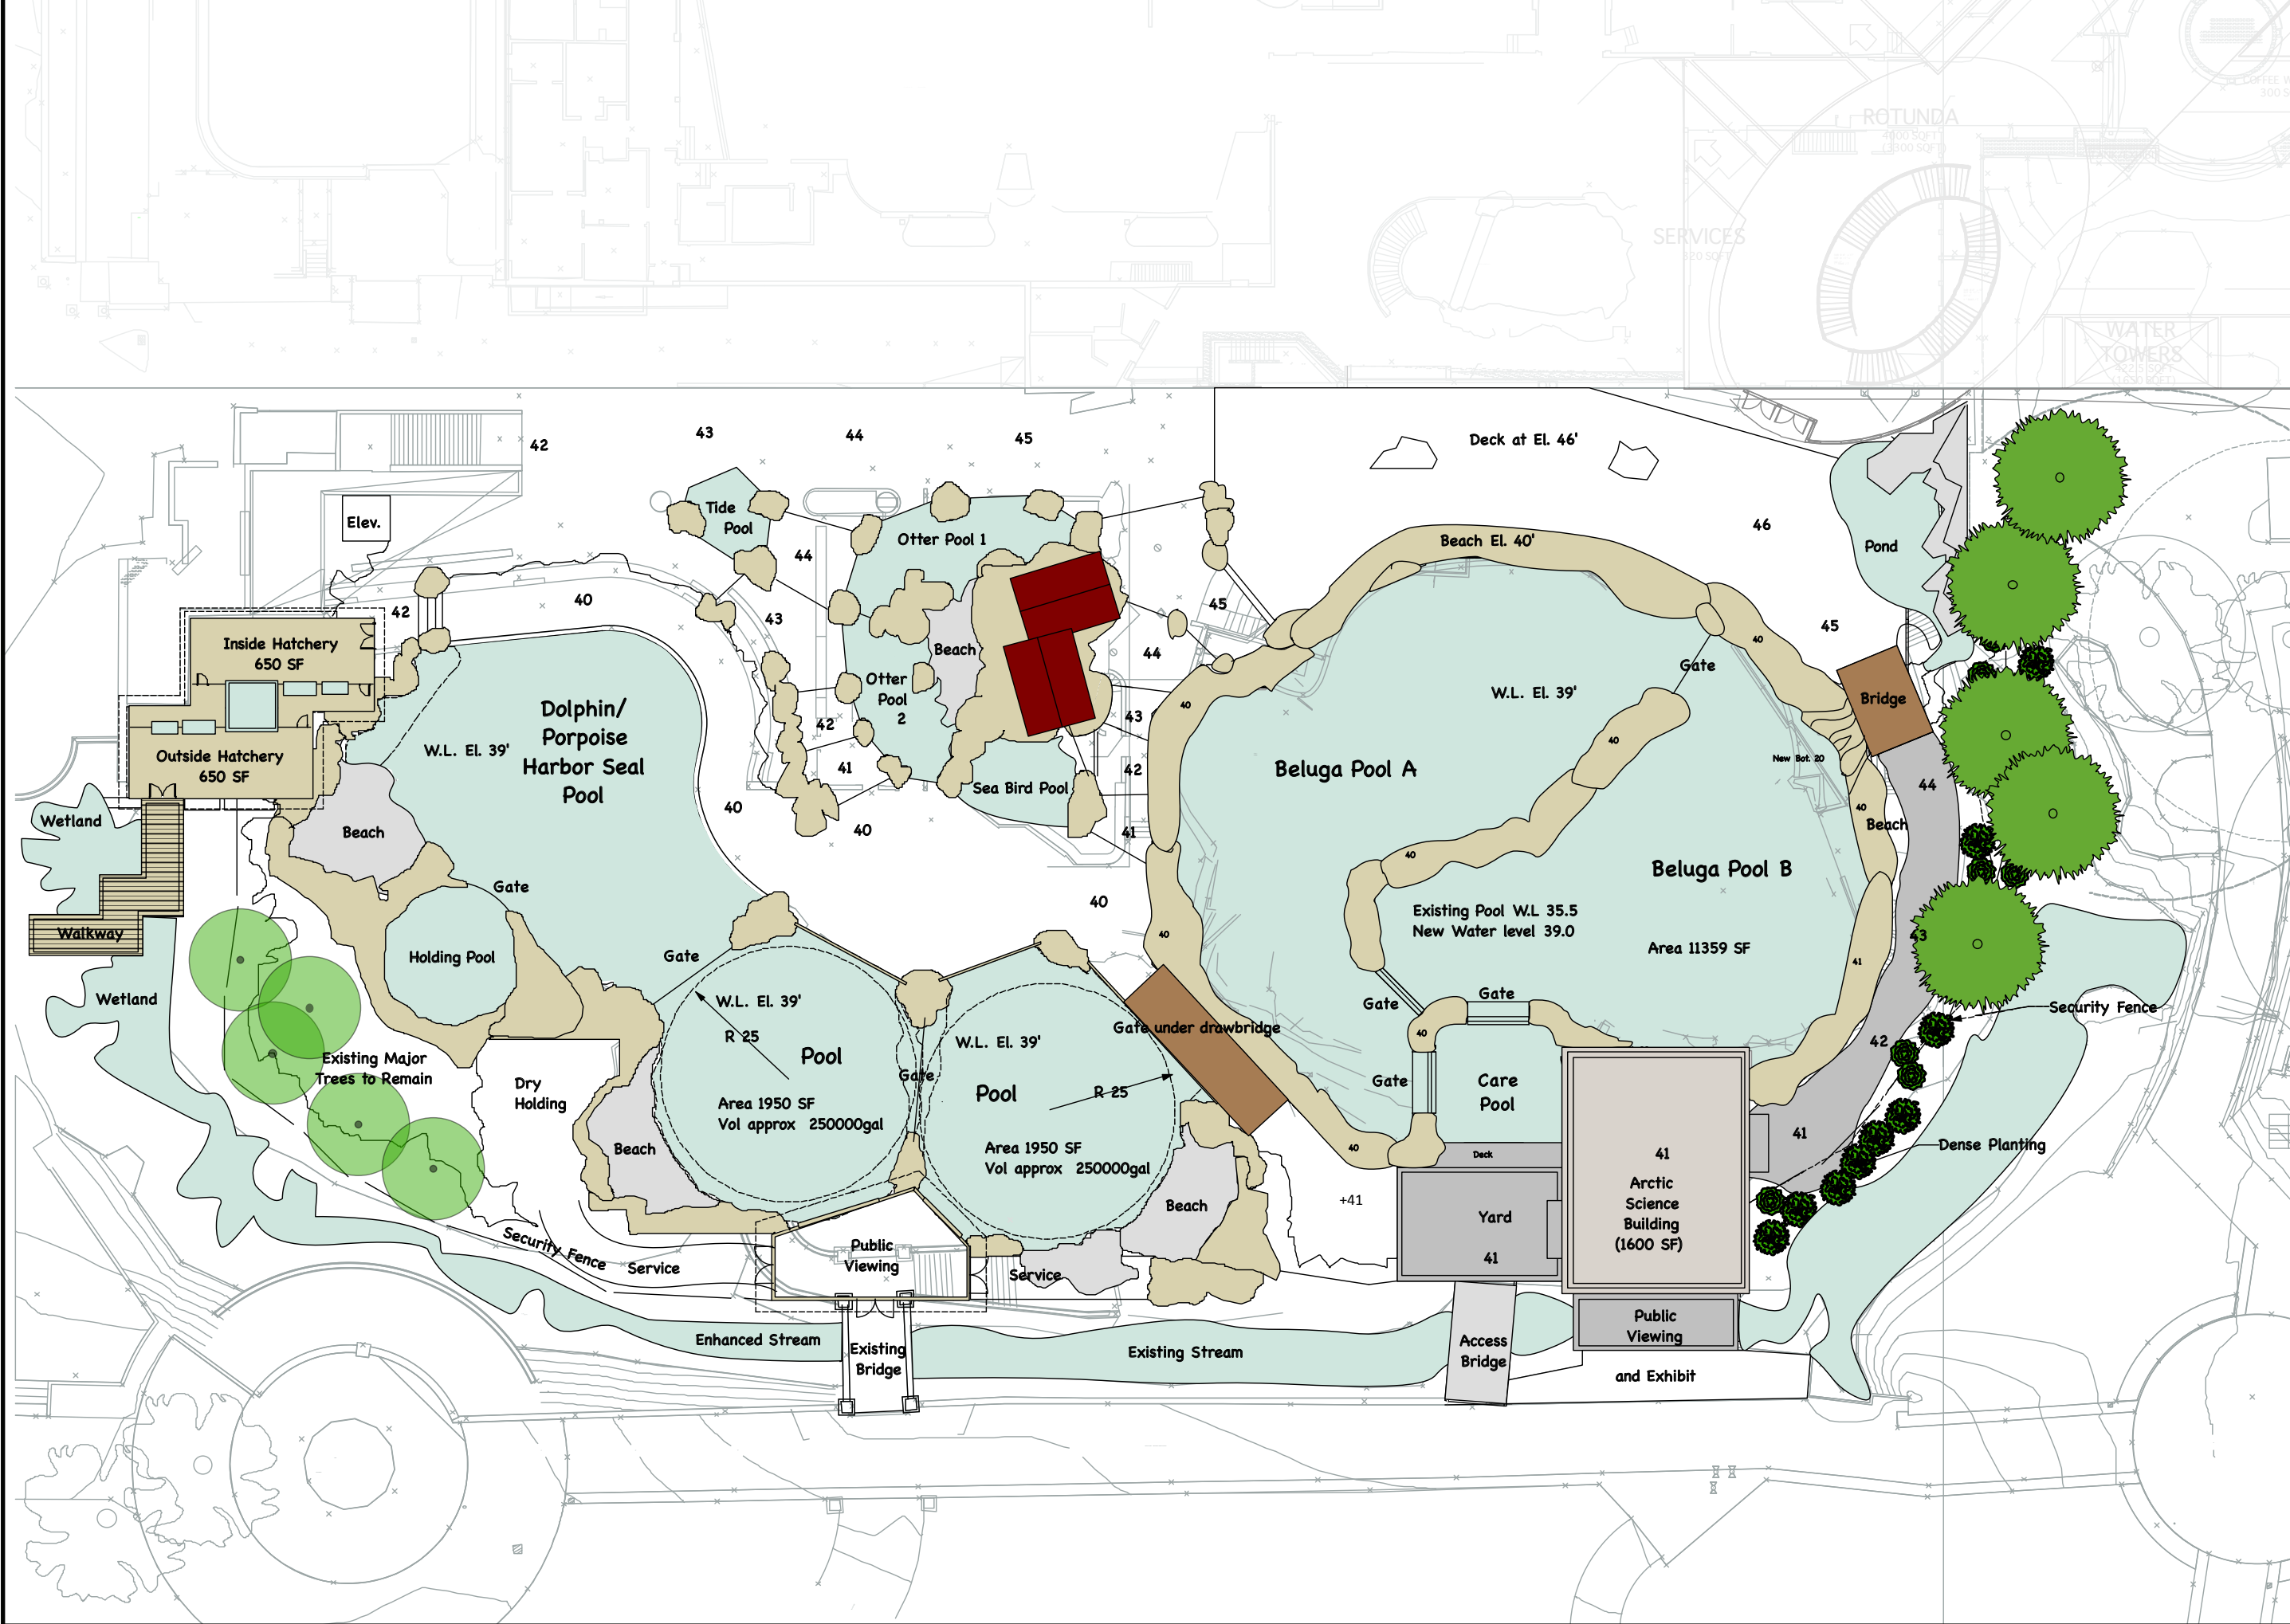 ROTUNDA
4000 SQFT
(3300 SQFT)
SERVICES
320 SQFT
WATER
TOWERS
42
43
44
45
Deck at El. 46'
46
Elev.
Tide
Pool
44
Otter Pool 1
Beach El. 40'
Pond
42
40
43
45
45
40
Inside Hatchery
650 SF
Beach
44
Gate
Otter
Pool
2
W.L. El. 39'
Bridge
Dolphin/
Porpoise
Harbor Seal
Pool
W.L. El. 39'
42
43
40
40
Outside Hatchery
650 SF
41
42
Beluga Pool A
New Bot. 20
44
Sea Bird Pool
40
40
Beach
Wetland
Beach
40
41
40
Beluga Pool B
Gate
40
Existing Pool W.L 35.5
New Water level 39.0
Area 11359 SF
Walkway
40
43
Holding Pool
Gate
41
Wetland
W.L. El. 39'
Gate
Gate
Security Fence
R 25
W.L. El. 39'
Gate under drawbridge
40
42
Existing Major
Trees to Remain
Pool
Gate
Dry
Holding
Pool
R 25
Gate
Care
Pool
Area 1950 SF
Vol approx 250000gal
41
Beach
Area 1950 SF
Vol approx 250000gal
40
Deck
41
Dense Planting
Arctic
Science
Building
(1600 SF)
Beach
+41
Yard
41
Security Fence
Service
Public
Viewing
Service
Public
Viewing
Enhanced Stream
Existing
Bridge
Existing Stream
Access
Bridge
and Exhibit